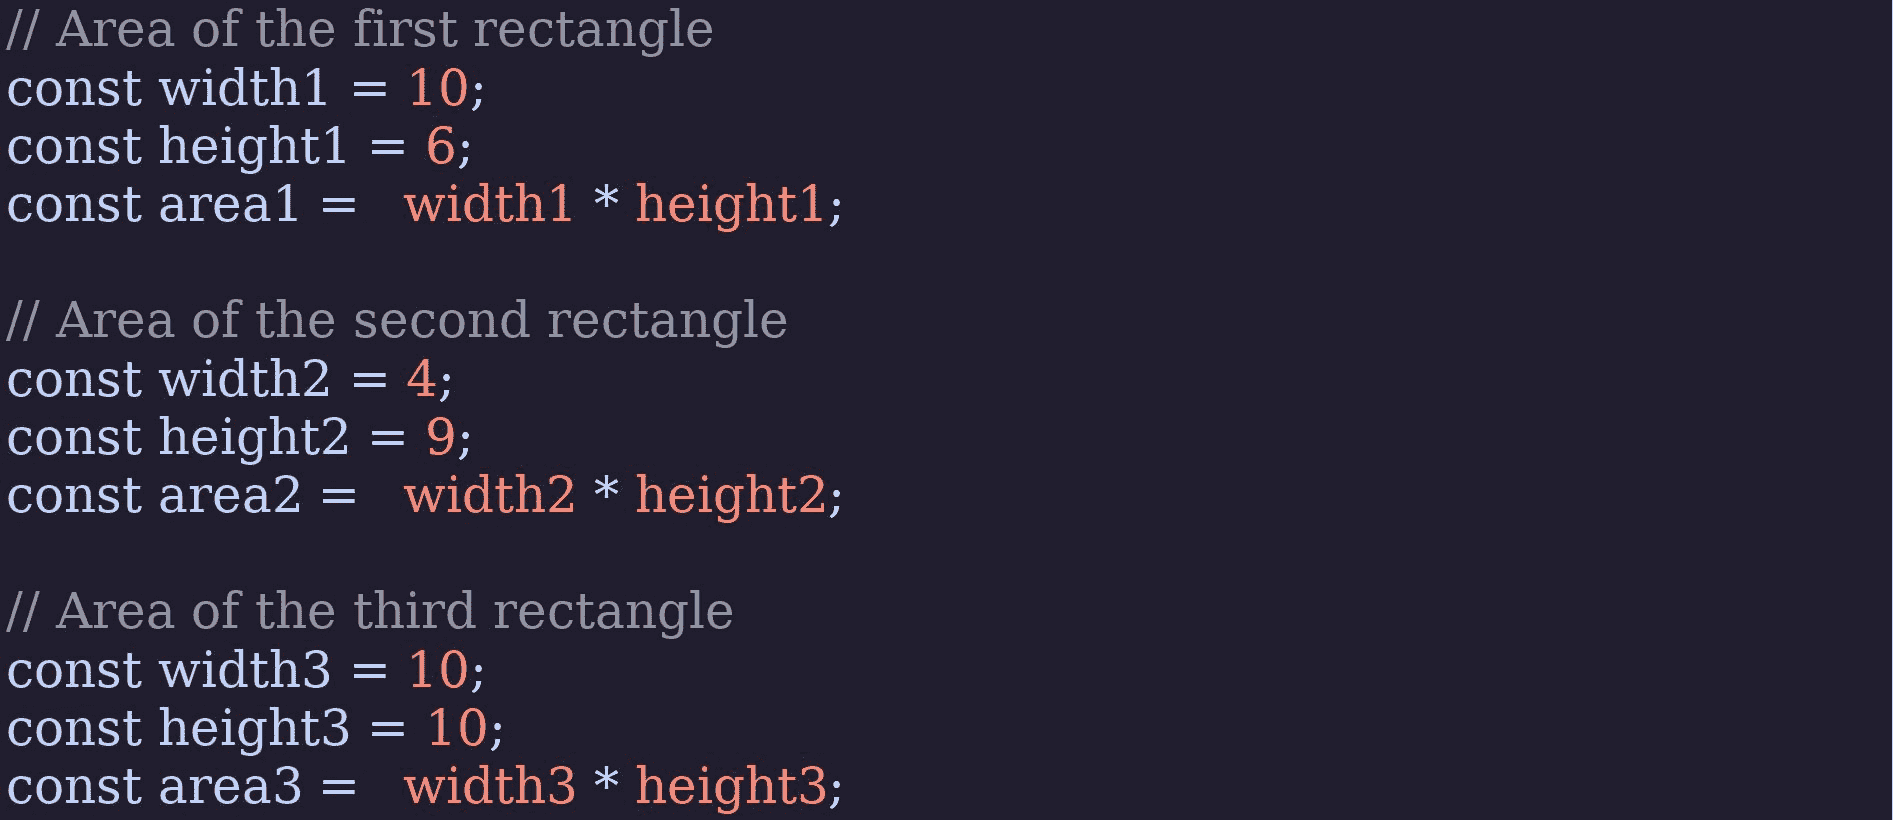 // Area of the first rectangle
const width1 = 10;
const height1 = 6;
const area1 =  width1 * height1;

// Area of the second rectangle
const width2 = 4;
const height2 = 9;
const area2 =  width2 * height2;

// Area of the third rectangle
const width3 = 10;
const height3 = 10;
const area3 =  width3 * height3;